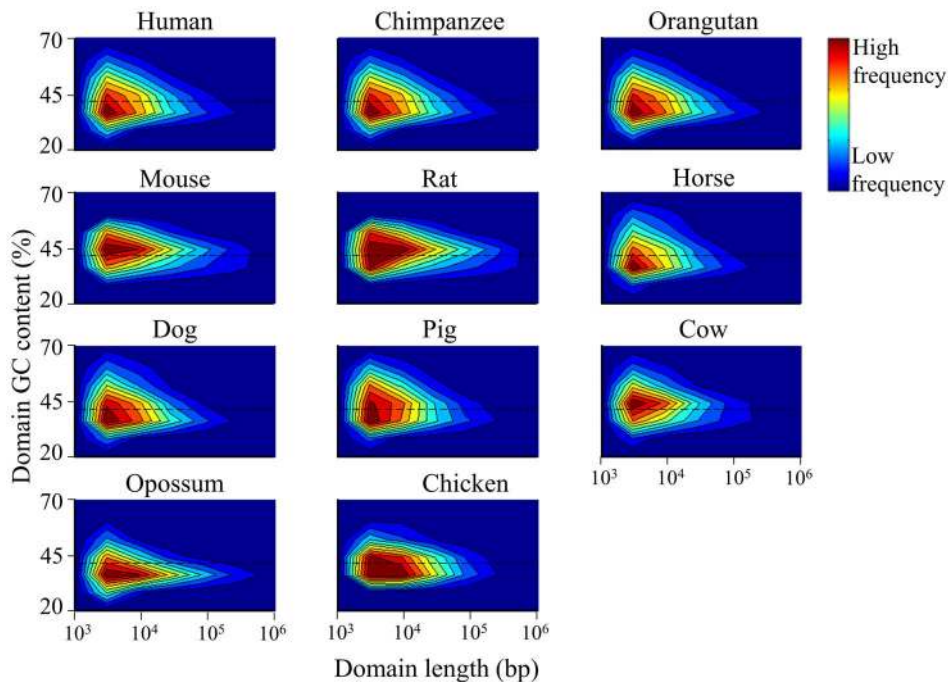 Human Chimpanzee Orangutan
70
45
20
High
frequency
Low
frequency
Mouse Rat Horse
70
45
20
Dog Pig Cow
70
45
20
10³ 10⁴ 10⁵ 10⁶
Opossum Chicken
70
45
20
10³ 10⁴ 10⁵ 10⁶ 10³ 10⁴ 10⁵ 10⁶
Domain GC content (%)
Domain length (bp)